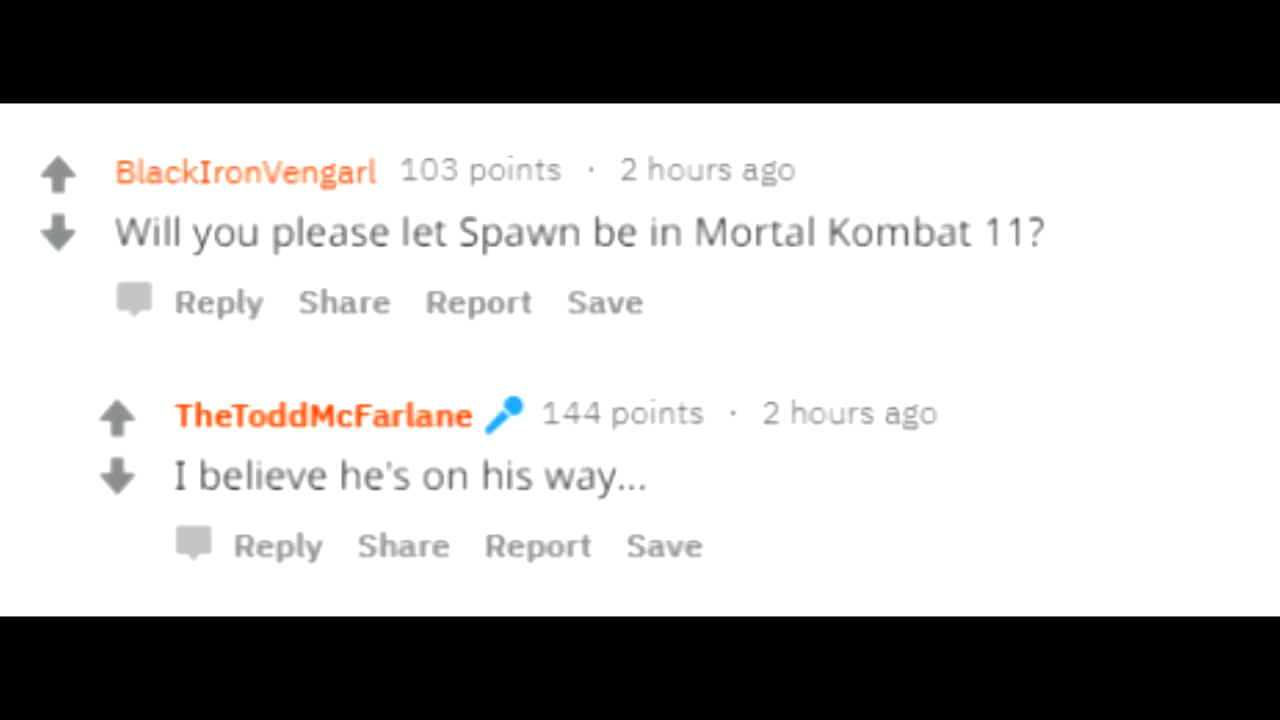 BlackIronVengarl 103 points · 2 hours ago
Will you please let Spawn be in Mortal Kombat 11?
Reply Share Report Save
TheToddMcFarlane 144 points · 2 hours ago
I believe he's on his way...
Reply Share Report Save